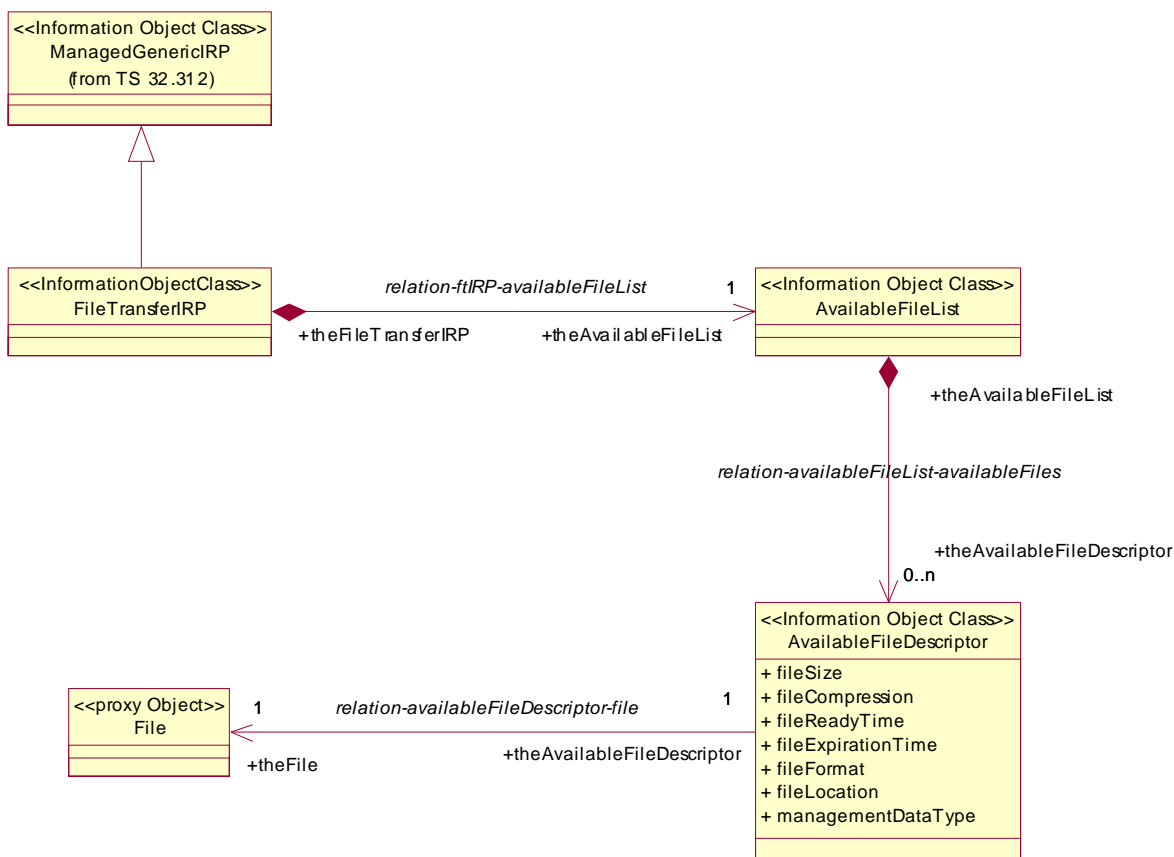 <<Information Object Class>>
ManagedGenericIRP
(from TS 32.312)
<<InformationObjectClass>>
FileTransferIRP
relation-ftIRP-availableFileList
1
+theFileTransferIRP
+theAvailableFileList
<<Information Object Class>>
AvailableFileList
+theAvailableFileList
relation-availableFileList-availableFiles
+theAvailableFileDescriptor
0..n
<<Information Object Class>>
AvailableFileDescriptor
+ fileSize
+ fileCompression
+ fileReadyTime
+ fileExpirationTime
+ fileFormat
+ fileLocation
+ managementDataType
<<proxy Object>>
File
1
relation-availableFileDescriptor-file
1
+theFile
+theAvailableFileDescriptor